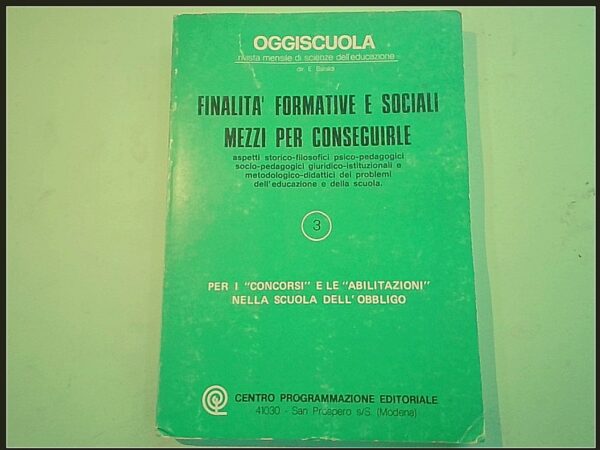 OGGISCUOLA
rivista mensile di scienze dell'educazione
dir. E. Bonaldi
FINALITA' FORMATIVE E SOCIALI
MEZZI PER CONSEGUIRLE
aspetti storico-filosofici psico-pedagogici
socio-pedagogici giuridico-istituzionali e
metodologico-didattici dei problemi
dell'educazione e della scuola.
3
PER I "CONCORSI" E LE "ABILITAZIONI"
NELLA SCUOLA DELL'OBBLIGO
CENTRO PROGRAMMAZIONE EDITORIALE
41030 - San Prospero s/S. (Modena)